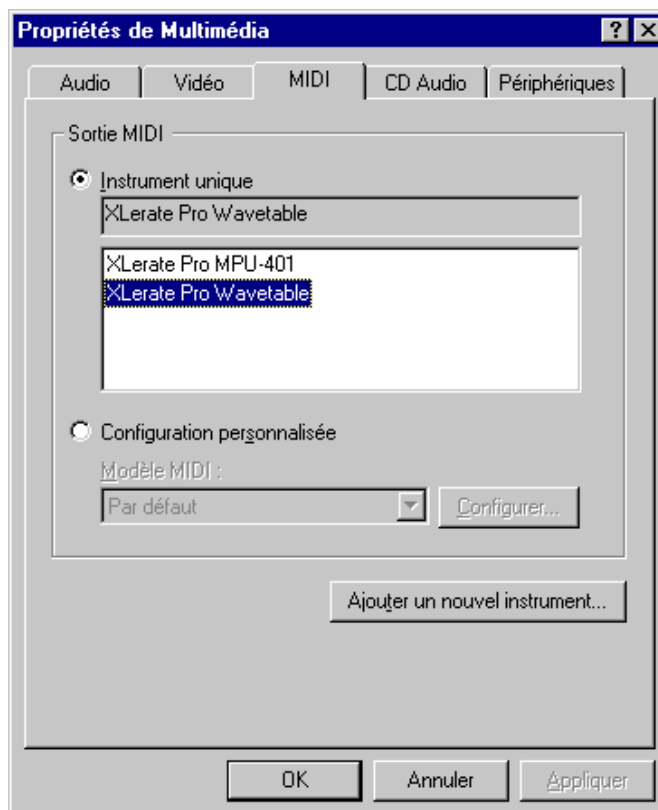 Propriétés de Multimédia
Audio Vidéo MIDI CD Audio Périphériques
Sortie MIDI
Instrument unique
XLerate Pro Wavetable
XLerate Pro MPU-401
XLerate Pro Wavetable
Configuration personnalisée
Modèle MIDI :
Par défaut Configurer...
Ajouter un nouvel instrument...
OK Annuler Appliquer